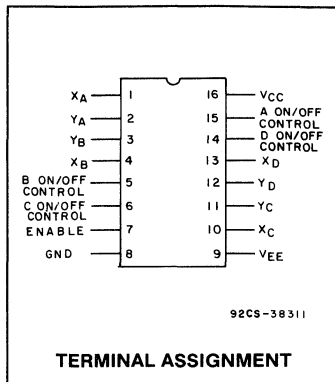 XA 1 16 VCC
YA 2 15 A ON/OFF CONTROL
YB 3 14 D ON/OFF CONTROL
XB 4 13 XD
B ON/OFF CONTROL 5 12 YD
C ON/OFF CONTROL 6 11 YC
ENABLE 7 10 XC
GND 8 9 VEE
92CS-38311
TERMINAL ASSIGNMENT